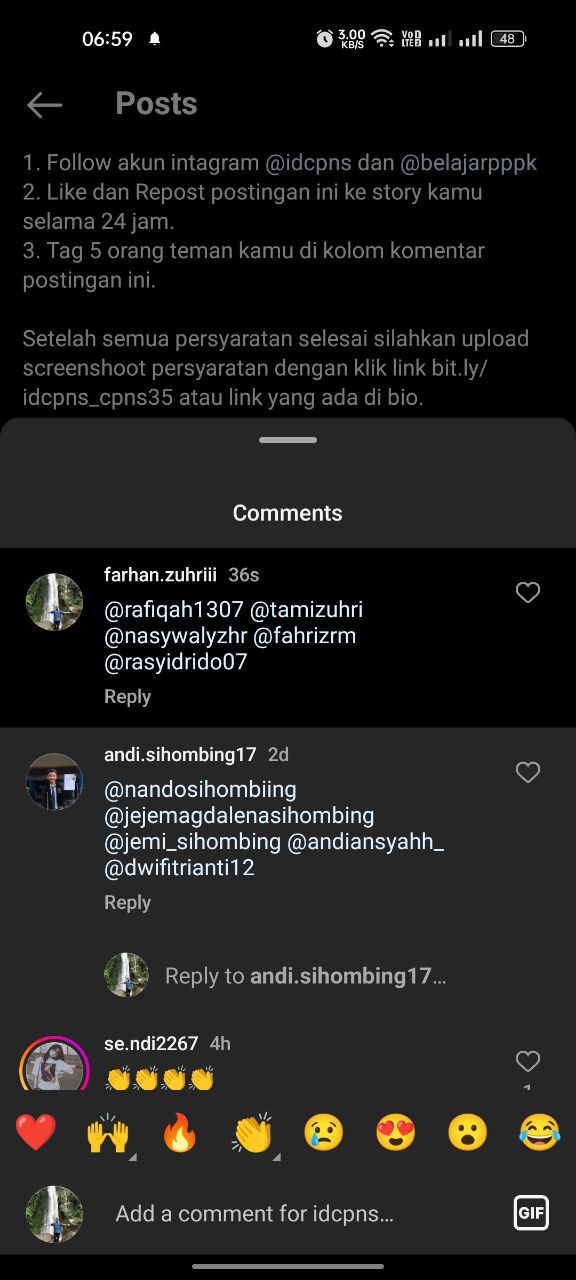 06:59
3.00
KB/S
48
Posts
1. Follow akun intagram @idcpns dan @belajarpppk
2. Like dan Repost postingan ini ke story kamu
selama 24 jam.
3. Tag 5 orang teman kamu di kolom komentar
postingan ini.
Setelah semua persyaratan selesai silahkan upload
screenshoot persyaratan dengan klik link bit.ly/
idcpns_cpns35 atau link yang ada di bio.
Comments
farhan.zuhriii 36s
@rafiqah1307 @tamizuhri
@nasywalyzhr @fahrizrm
@rasyidrido07
Reply
andi.sihombing17 2d
@nandosihombiing
@jejemagdalenasihombing
@jemi_sihombing @andiansyahh_
@dwifitrianti12
Reply
Reply to andi.sihombing17...
se.ndi2267 4h
👏👏👏👏
❤️ 🙌 🔥 👏 😢 😍 😮 😂
Add a comment for idcpns...
GIF